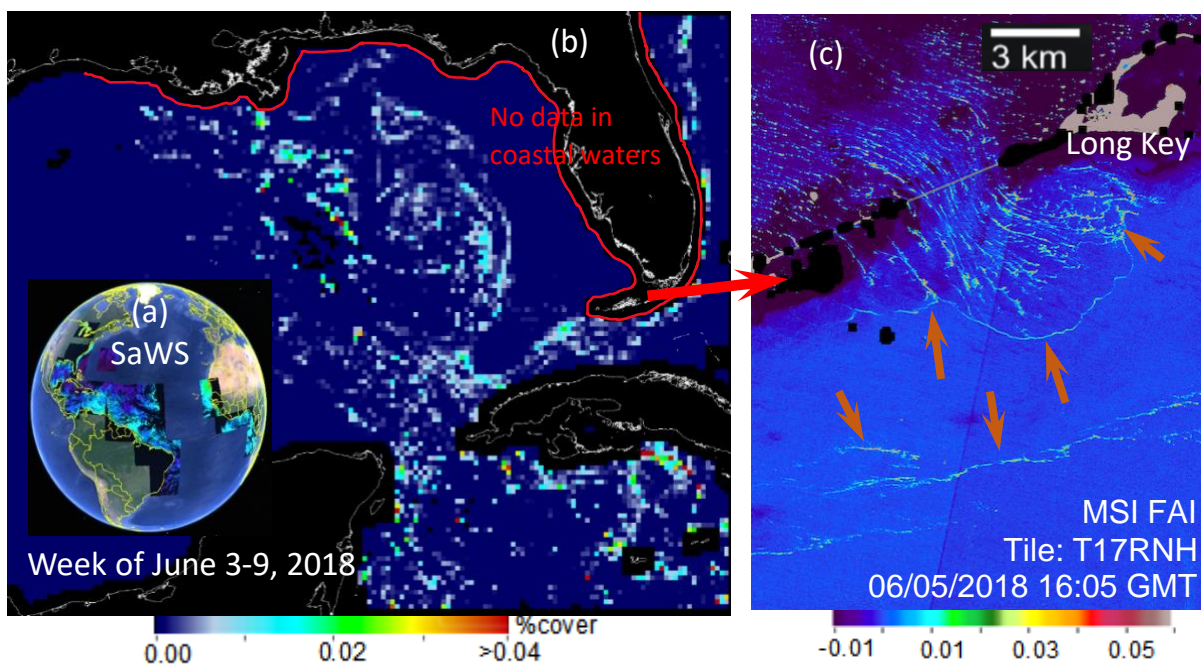 (b)
No data in
coastal waters
(a)
SaWS
Week of June 3-9, 2018
%cover
0.00
0.02
>0.04
(c)
3 km
Long Key
MSI FAI
Tile: T17RNH
06/05/2018 16:05 GMT
-0.01
0.01
0.03
0.05